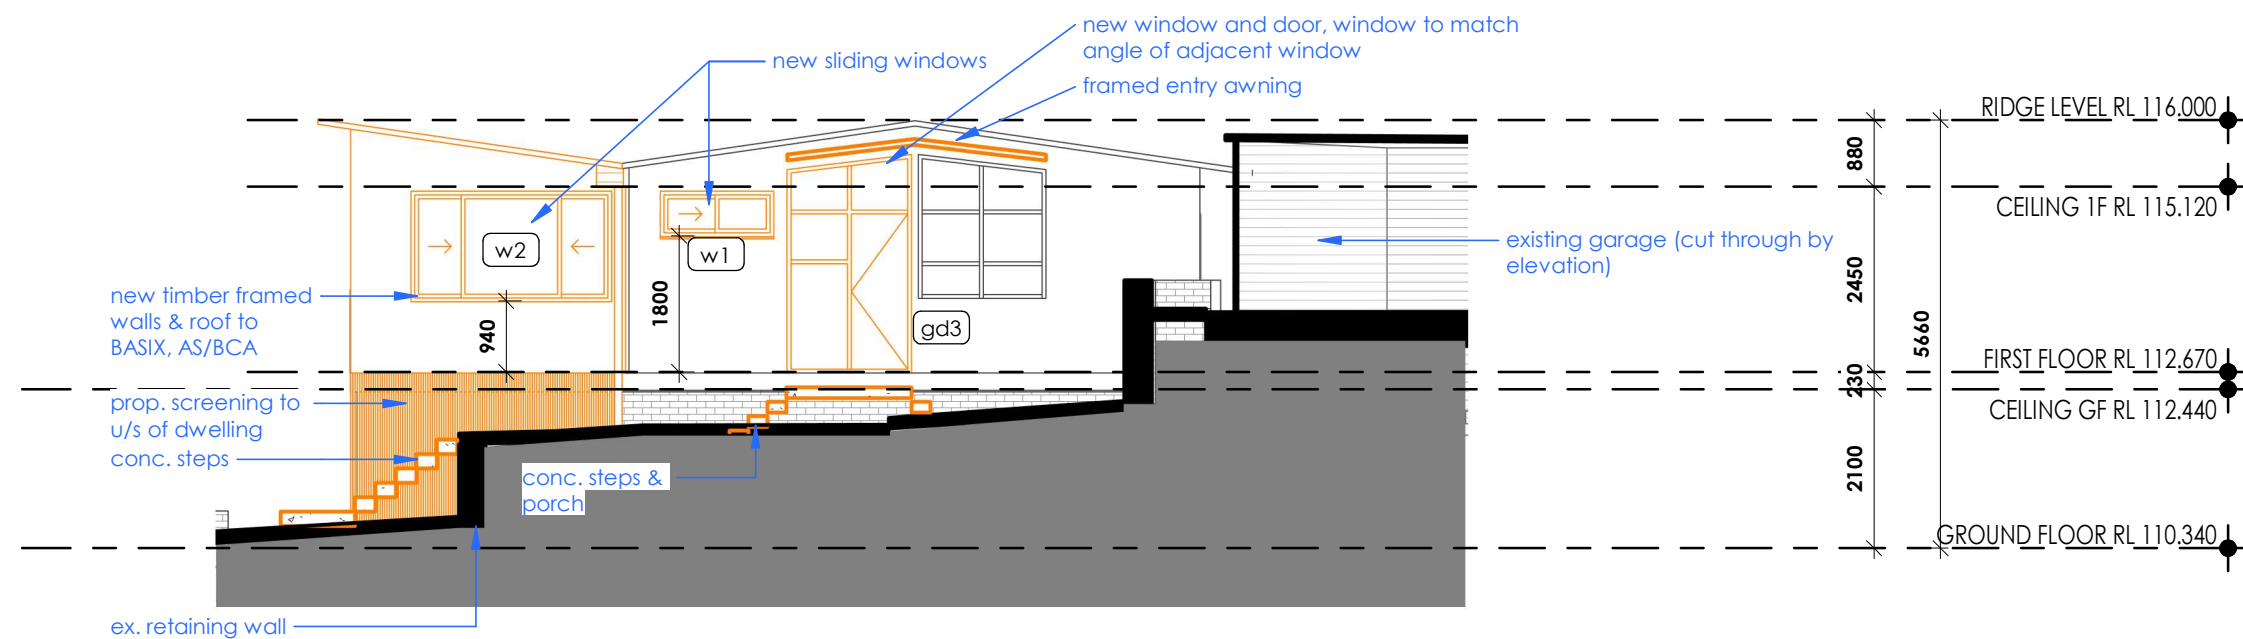 new window and door, window to match
angle of adjacent window
new sliding windows
framed entry awning
RIDGE LEVEL RL 116.000
880
CEILING 1F RL 115.120
w2
w1
existing garage (cut through by
elevation)
2450
new timber framed
walls & roof to
BASIX, AS/BCA
940
1800
gd3
5660
FIRST FLOOR RL 112.670
230
prop. screening to
u/s of dwelling
CEILING GF RL 112.440
conc. steps
conc. steps &
porch
2100
GROUND FLOOR RL 110.340
ex. retaining wall